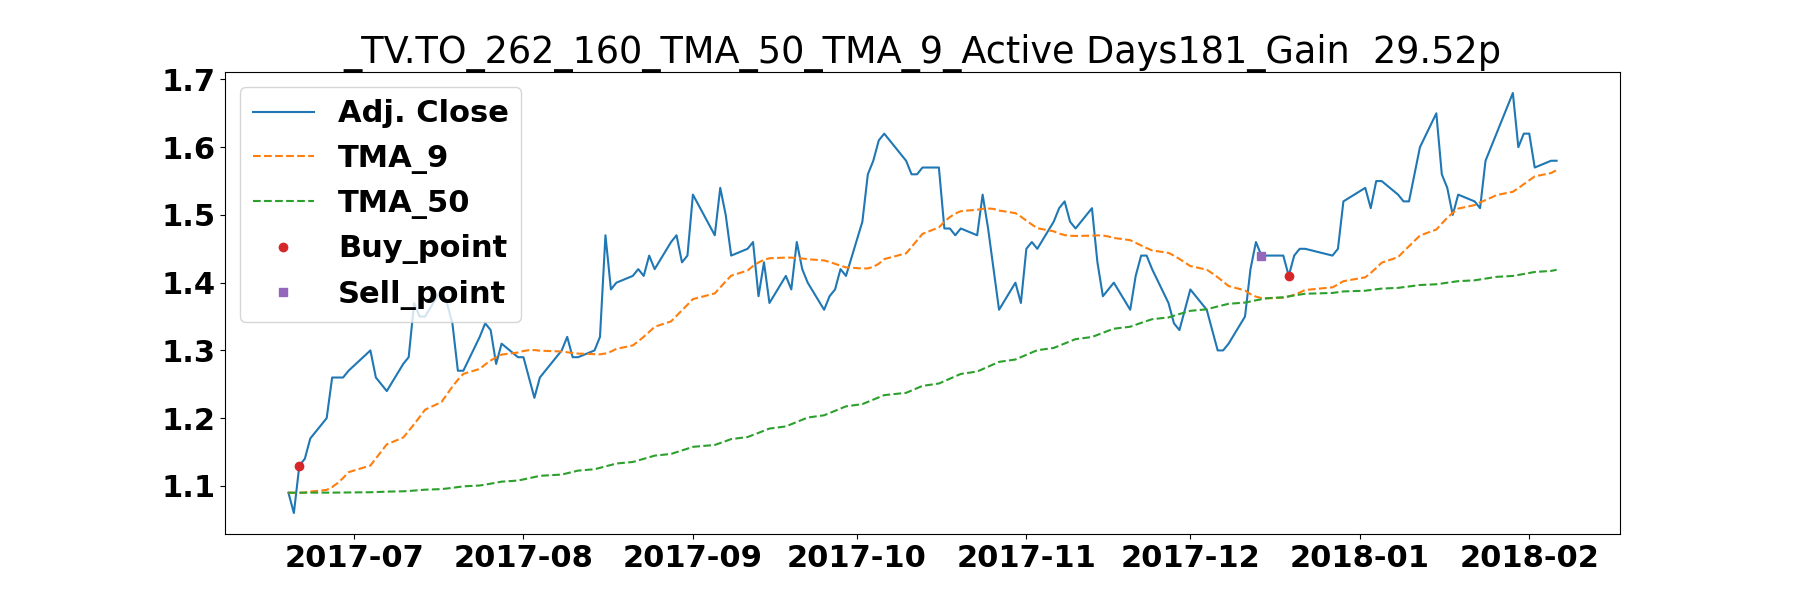 _TV.TO_262_160_TMA_50_TMA_9_Active Days181_Gain  29.52p
1.7
1.6
1.5
1.4
1.3
1.2
1.1
Adj. Close
TMA_9
TMA_50
Buy_point
Sell_point
2017-07 2017-08 2017-09 2017-10 2017-11 2017-12 2018-01 2018-02